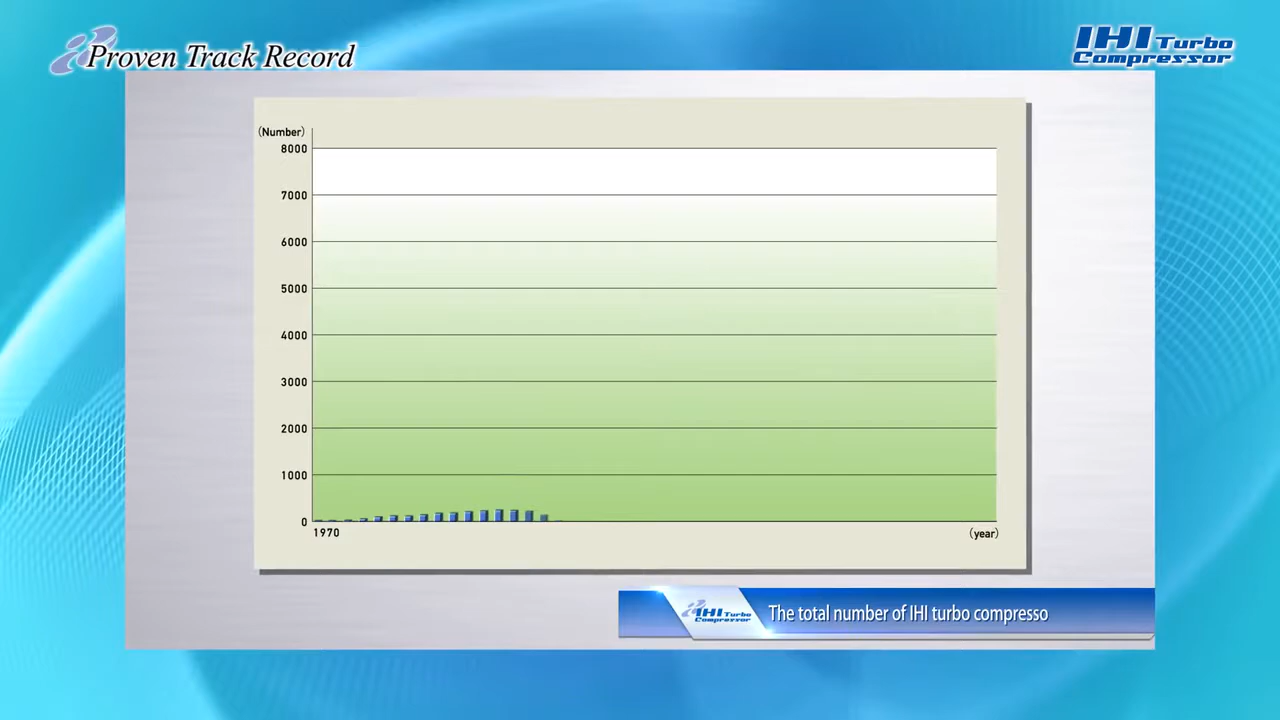 Proven Track Record
IHI Turbo
Compressor
(Number)
8000
7000
6000
5000
4000
3000
2000
1000
0
1970
(year)
IHI Turbo
Compressor
The total number of IHI turbo compresso